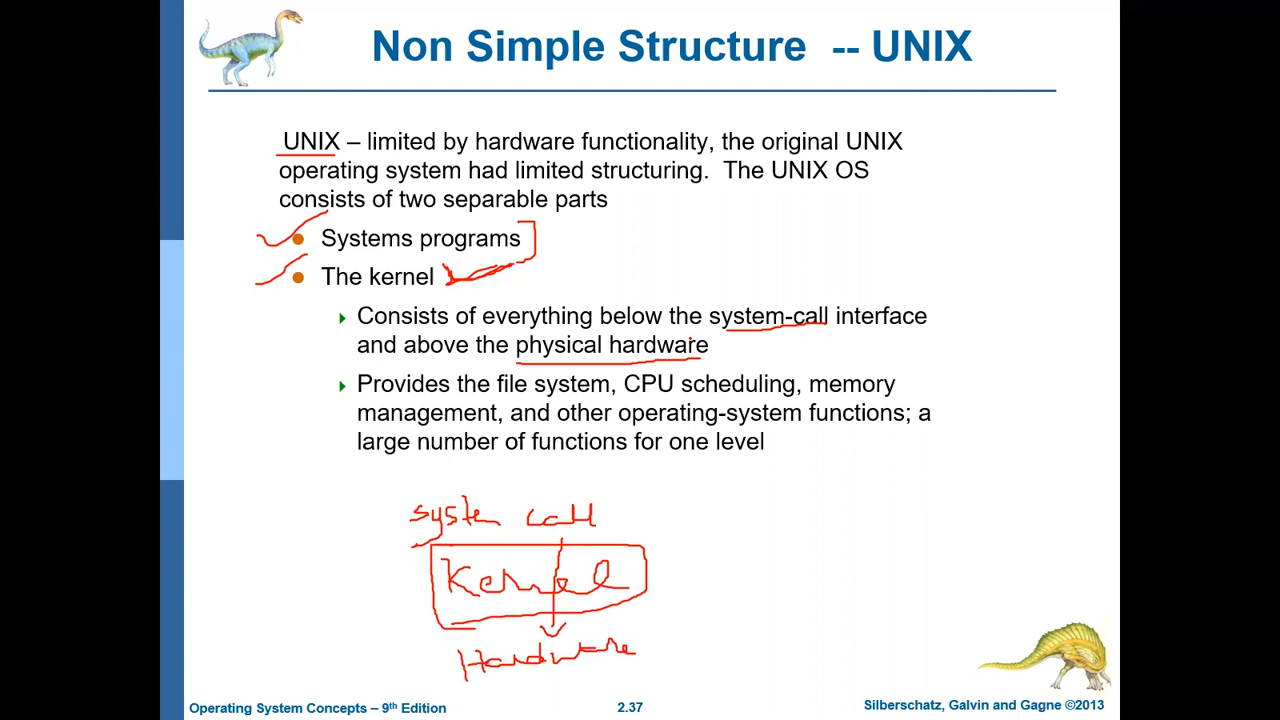 Non Simple Structure -- UNIX
UNIX – limited by hardware functionality, the original UNIX
operating system had limited structuring. The UNIX OS
consists of two separable parts
Systems programs
The kernel
Consists of everything below the system-call interface
and above the physical hardware
Provides the file system, CPU scheduling, memory
management, and other operating-system functions; a
large number of functions for one level
system call
Kernel
Hardware
Operating System Concepts – 9th Edition
2.37
Silberschatz, Galvin and Gagne ©2013